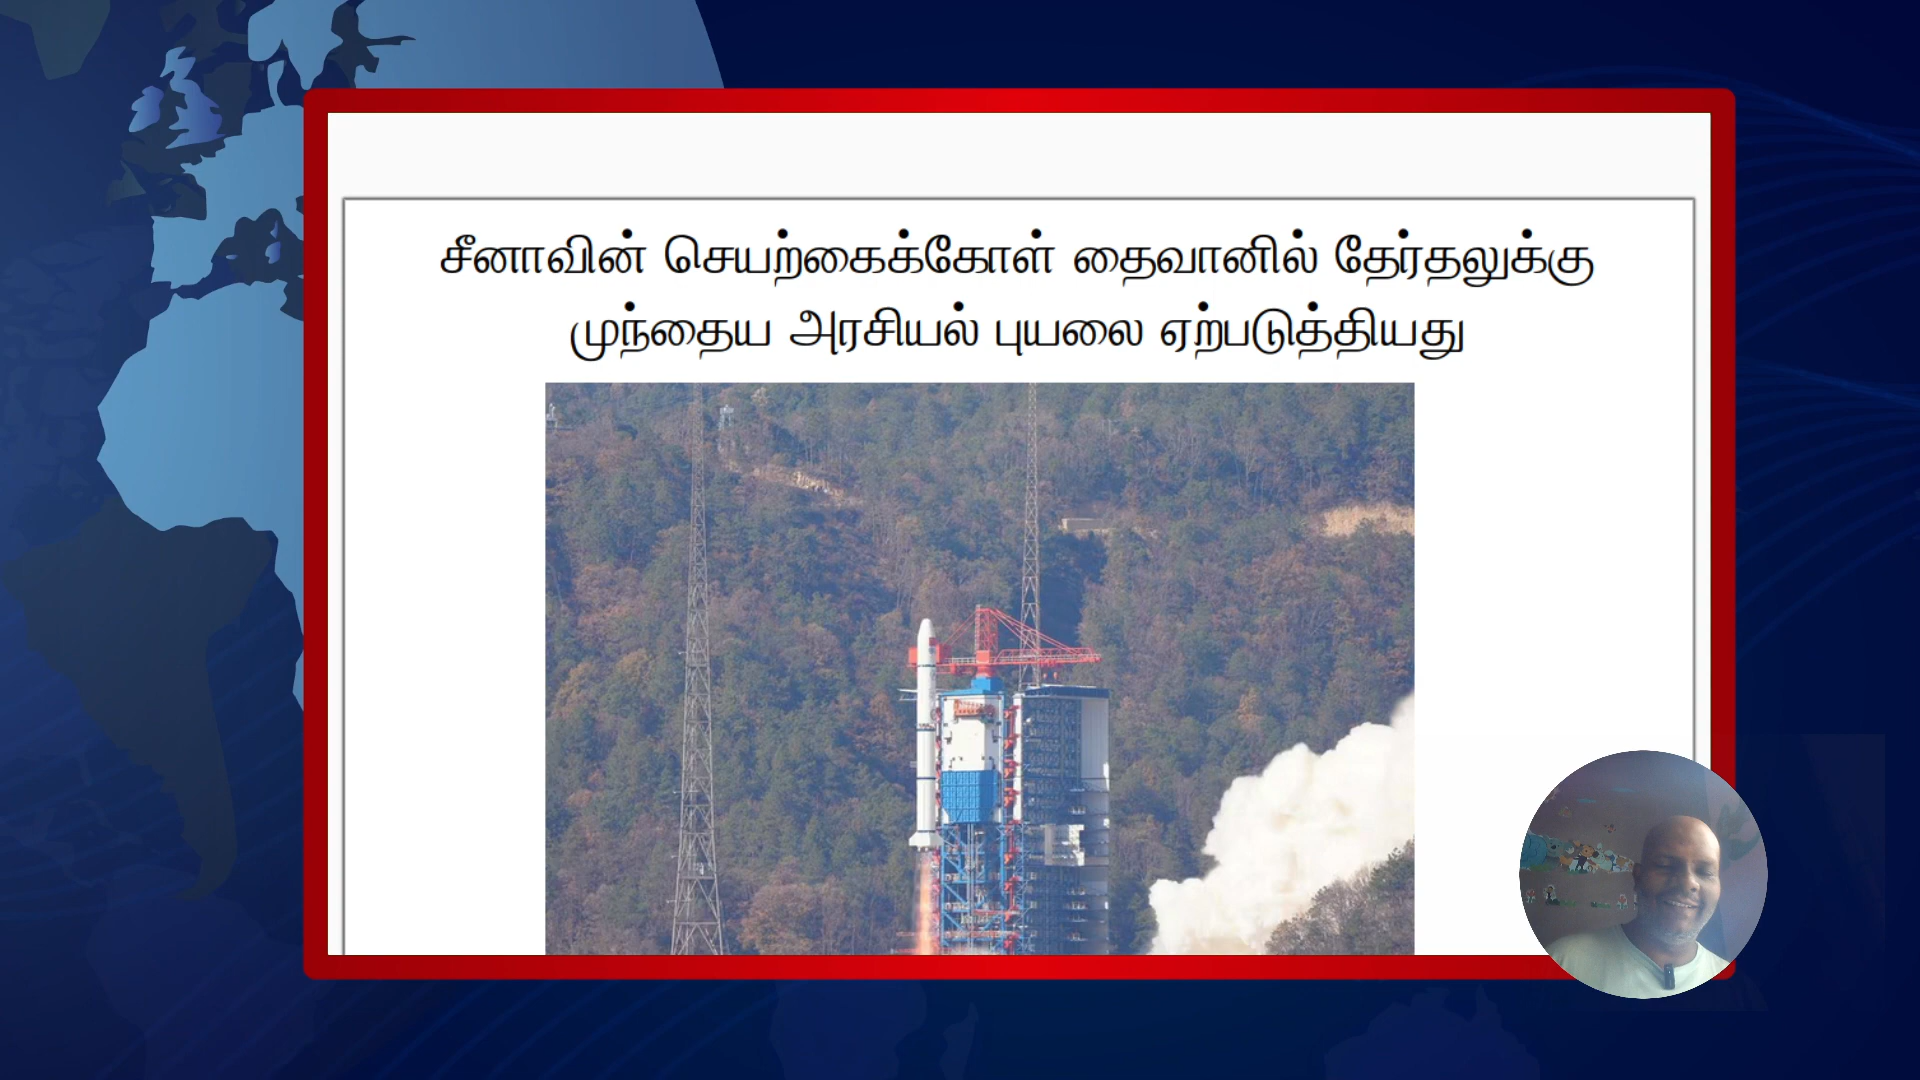 சீனாவின் செயற்கைக்கோள் தைவானில் தேர்தலுக்கு
முந்தைய அரசியல் புயலை ஏற்படுத்தியது